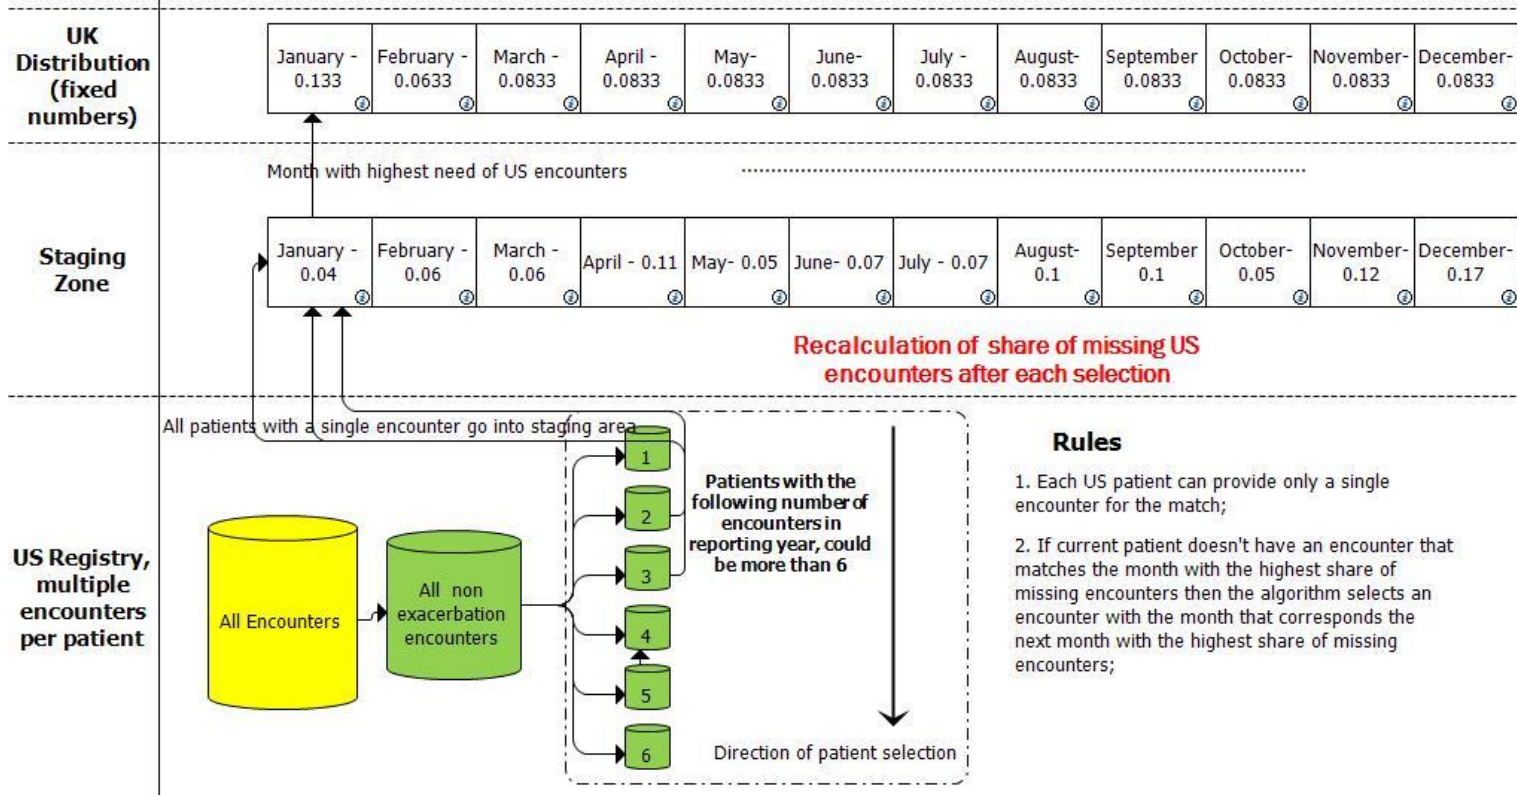 UK
Distribution
(fixed
numbers)
January -
0.133
February -
0.0633
March -
0.0833
April -
0.0833
May-
0.0833
June-
0.0833
July -
0.0833
August-
0.0833
September
0.0833
October-
0.0833
November-
0.0833
December-
0.0833
Month with highest need of US encounters
Staging
Zone
January -
0.04
February -
0.06
March -
0.06
April - 0.11
May- 0.05
June- 0.07
July - 0.07
August-
0.1
September
0.1
October-
0.05
November-
0.12
December-
0.17
Recalculation of share of missing US
encounters after each selection
US Registry,
multiple
encounters
per patient
All patients with a single encounter go into staging area
All Encounters
All non
exacerbation
encounters
1
2
3
4
5
6
Patients with the
following number of
encounters in
reporting year, could
be more than 6
Direction of patient selection
Rules
1. Each US patient can provide only a single
encounter for the match;
2. If current patient doesn't have an encounter that
matches the month with the highest share of
missing encounters then the algorithm selects an
encounter with the month that corresponds the
next month with the highest share of missing
encounters;